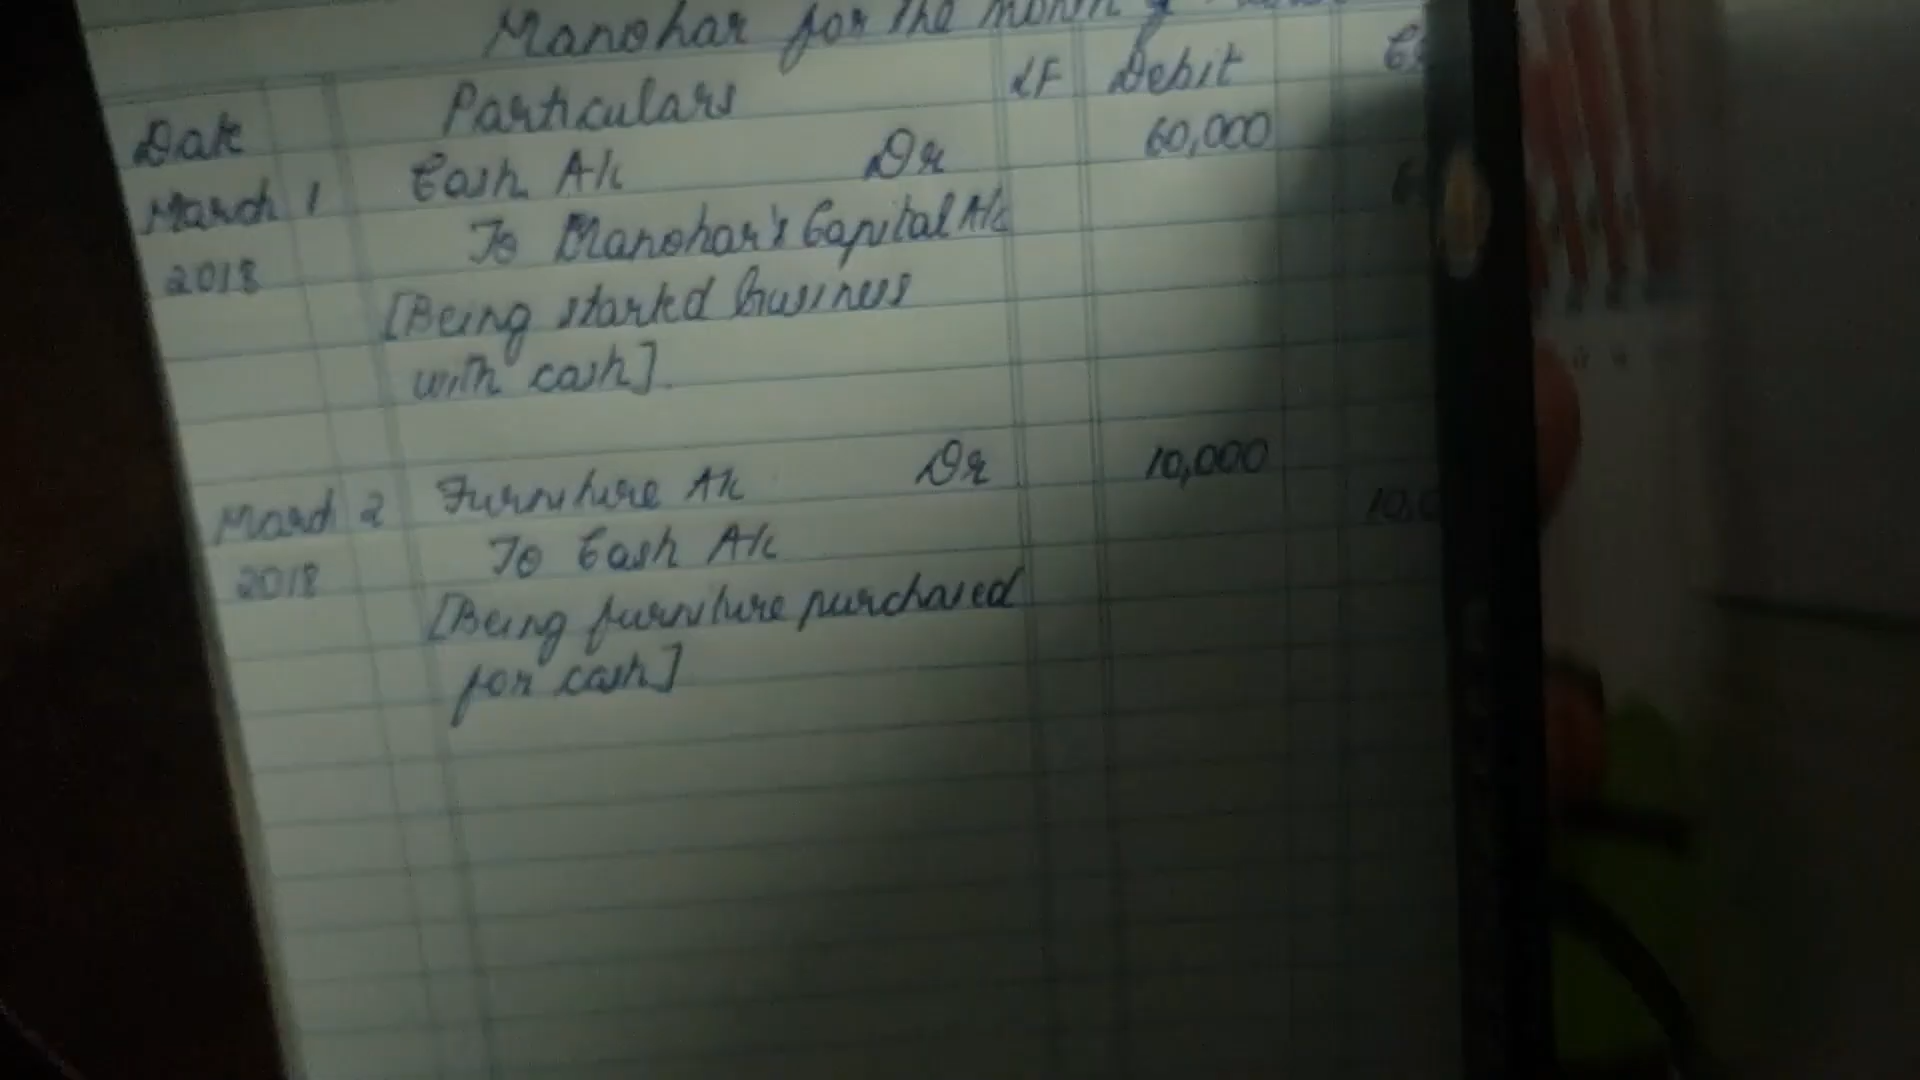 Manohar for the month
Date Particulars LF Debit
March 1 Cash A/c Dr 60,000
2018 To Manohar's Capital A/c
[Being started business
with cash].
March 2 Furniture A/c Dr 10,000
2018 To Cash A/c
[Being furniture purchased
for cash]